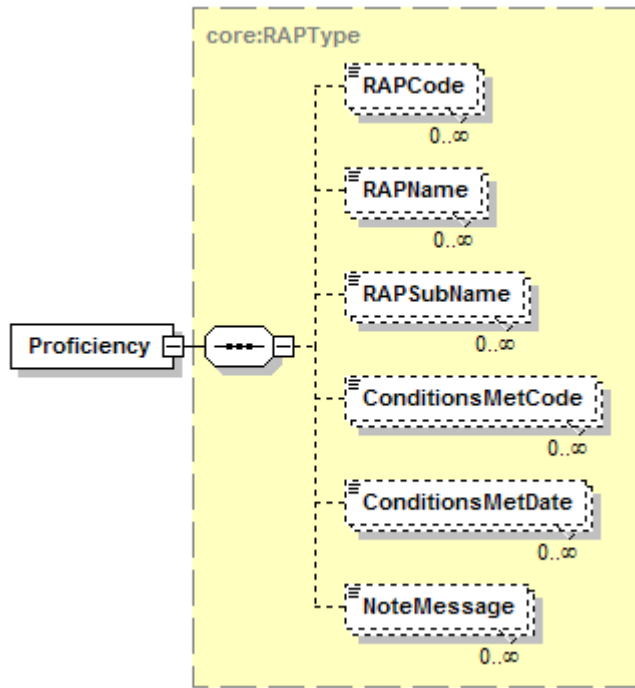 core:RAPType
RAPCode
0..∞
RAPName
0..∞
RAPSubName
0..∞
Proficiency
ConditionsMetCode
0..∞
ConditionsMetDate
0..∞
NoteMessage
0..∞